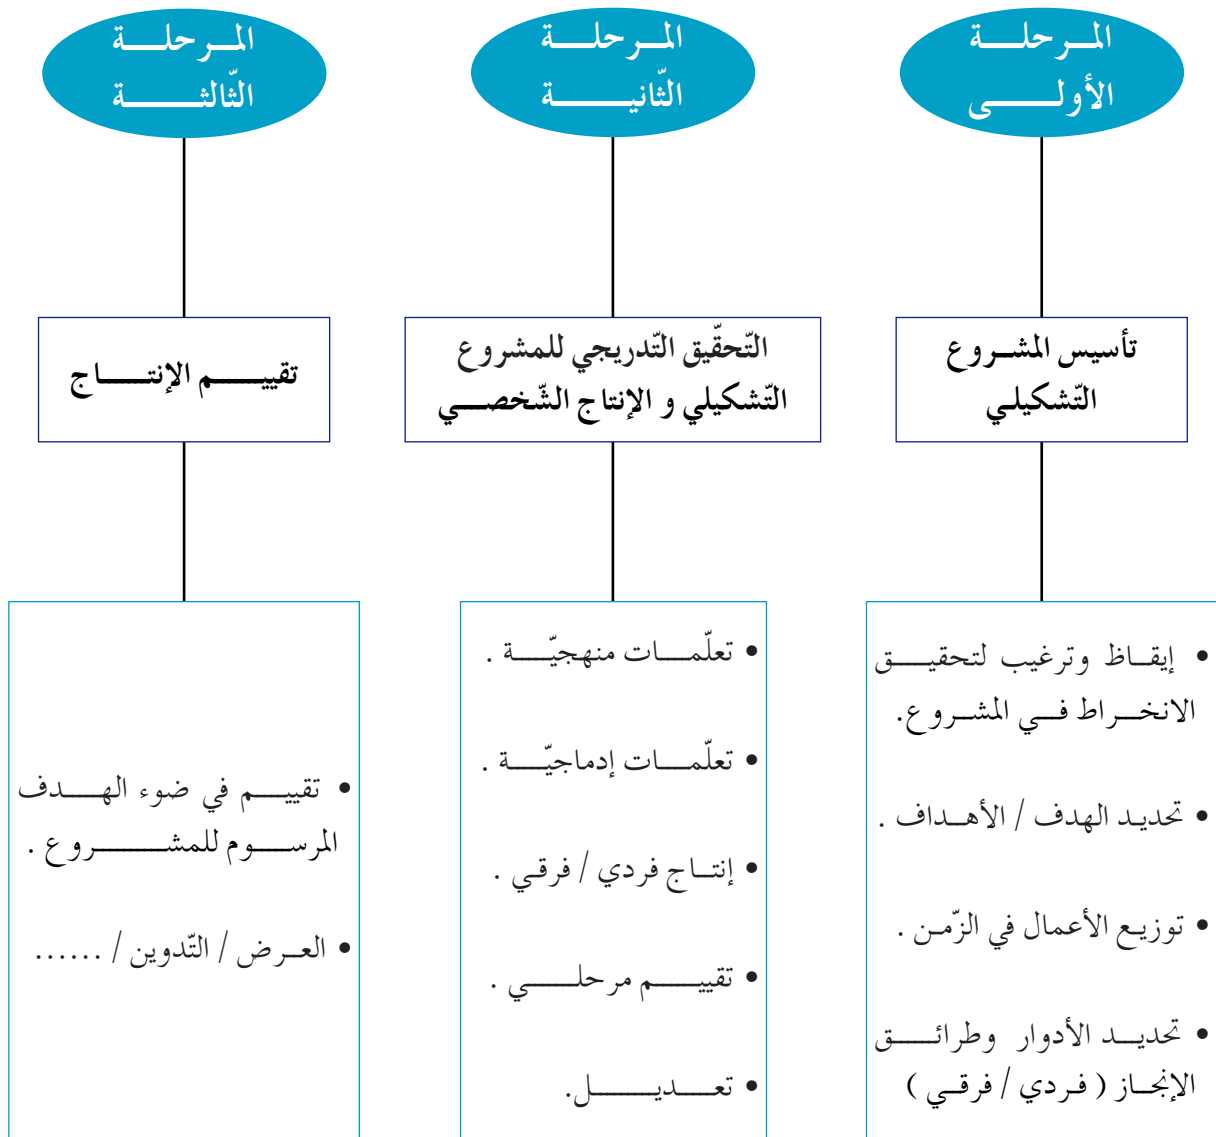 المرحلة
الأولى
تأسيس المشروع
التّشكيلي
• إيقاظ وترغيب لتحقيق
الانخراط في المشروع.
• تحديد الهدف / الأهداف .
• توزيع الأعمال في الزّمن .
• تحديد الأدوار وطرائق
الإنجاز ( فردي / فرقي )
المرحلة
الثّانية
التّحقّيق التّدريجي للمشروع
التّشكيلي و الإنتاج الشّخصي
• تعلّمات منهجيّة .
• تعلّمات إدماجيّة .
• إنتاج فردي / فرقي .
• تقييم مرحلي .
• تعديل.
المرحلة
الثّالثة
تقييم الإنتاج
• تقييم في ضوء الهدف
المرسوم للمشروع .
• العرض / التّدوين / ......